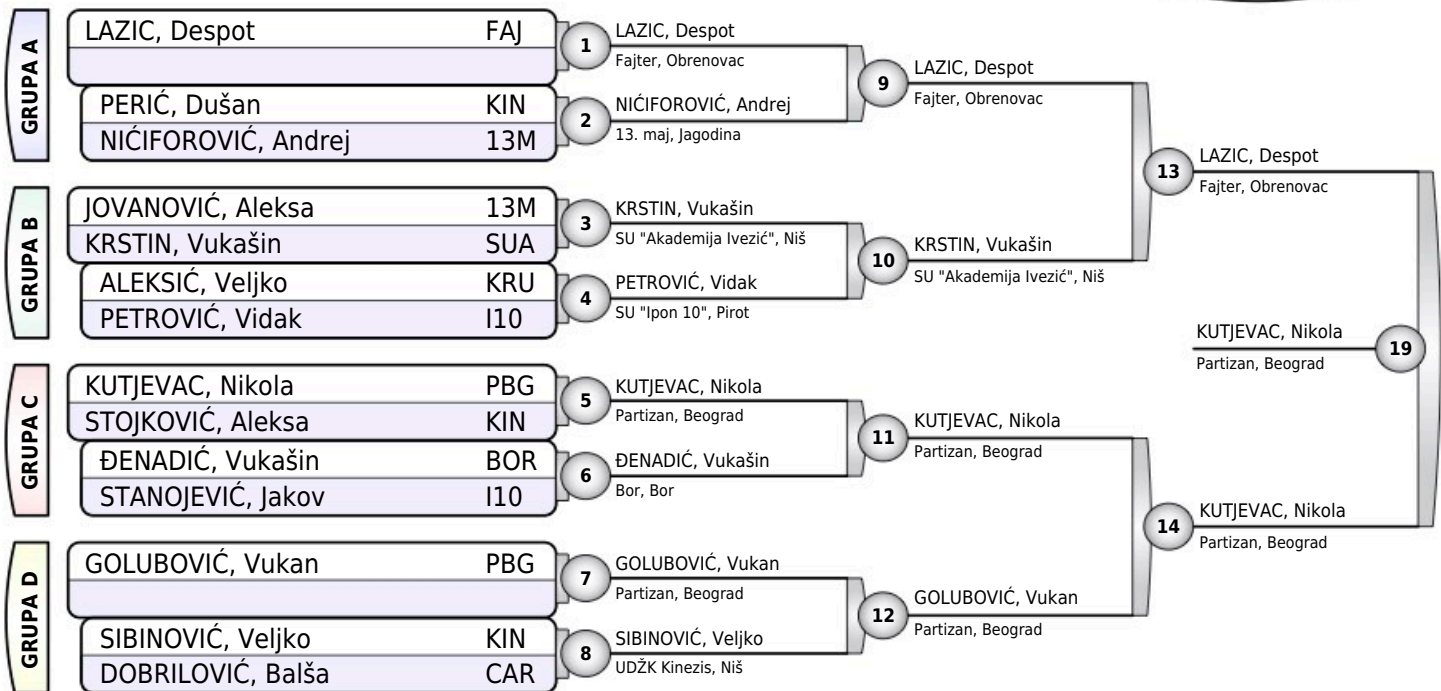 GRUPA A
LAZIC, Despot FAJ
PERIĆ, Dušan KIN
NIĆIFOROVIĆ, Andrej 13M
GRUPA B
JOVANOVIĆ, Aleksa 13M
KRSTIN, Vukašin SUA
ALEKSIĆ, Veljko KRU
PETROVIĆ, Vidak I10
GRUPA C
KUTJEVAC, Nikola PBG
STOJKOVIĆ, Aleksa KIN
ĐENADIĆ, Vukašin BOR
STANOJEVIĆ, Jakov I10
GRUPA D
GOLUBOVIĆ, Vukan PBG
SIBINOVIĆ, Veljko KIN
DOBRILOVIĆ, Balša CAR
1
LAZIC, Despot
Fajter, Obrenovac
2
NIĆIFOROVIĆ, Andrej
13. maj, Jagodina
3
KRSTIN, Vukašin
SU "Akademija Ivezić", Niš
4
PETROVIĆ, Vidak
SU "Ipon 10", Pirot
5
KUTJEVAC, Nikola
Partizan, Beograd
6
ĐENADIĆ, Vukašin
Bor, Bor
7
GOLUBOVIĆ, Vukan
Partizan, Beograd
8
SIBINOVIĆ, Veljko
UDŽK Kinezis, Niš
9
LAZIC, Despot
Fajter, Obrenovac
10
KRSTIN, Vukašin
SU "Akademija Ivezić", Niš
11
KUTJEVAC, Nikola
Partizan, Beograd
12
GOLUBOVIĆ, Vukan
Partizan, Beograd
13
LAZIC, Despot
Fajter, Obrenovac
14
KUTJEVAC, Nikola
Partizan, Beograd
KUTJEVAC, Nikola
Partizan, Beograd
19